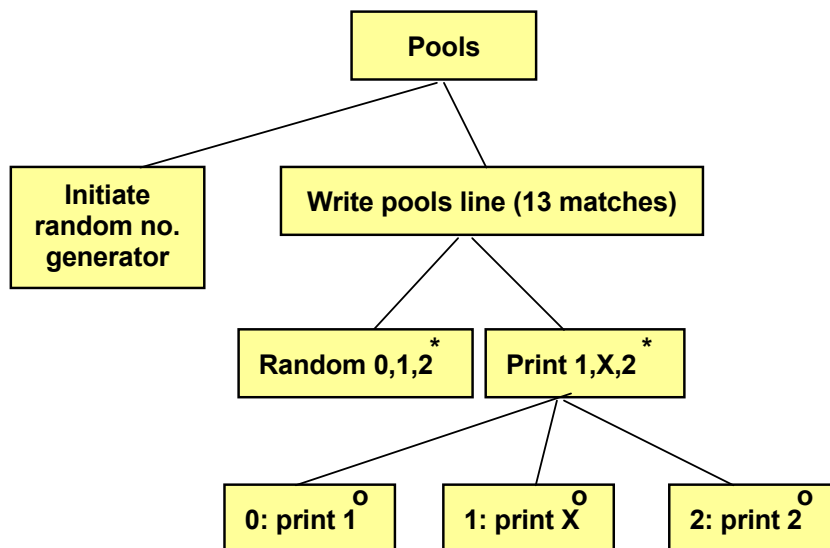 Pools
Initiate
random no.
generator
Write pools line (13 matches)
Random 0,1,2*
Print 1,X,2*
0: print 1o
1: print Xo
2: print 2o